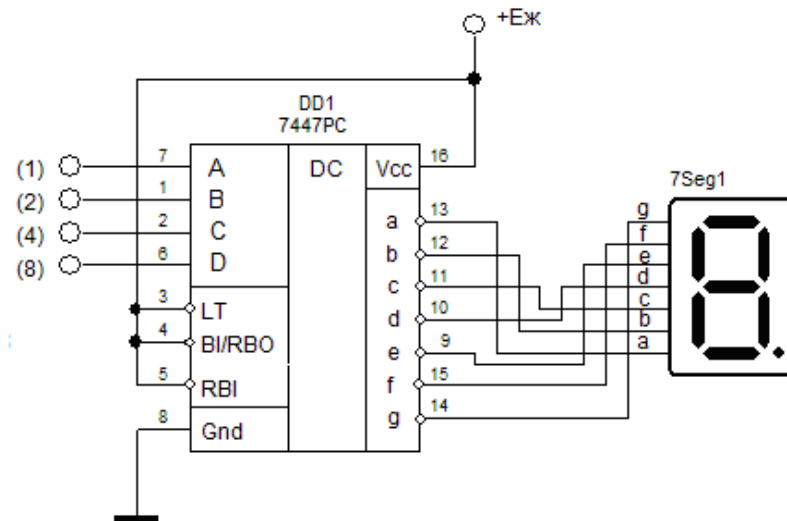 +Eж
DD1
7447PC
(1) 7 A DC Vcc 16
(2) 1 B
(4) 2 C
(8) 6 D
3 LT
4 BI/RBO
5 RBI
8 Gnd
a 13
b 12
c 11
d 10
e 9
f 15
g 14
7Seg1
g
f
e
d
c
b
a